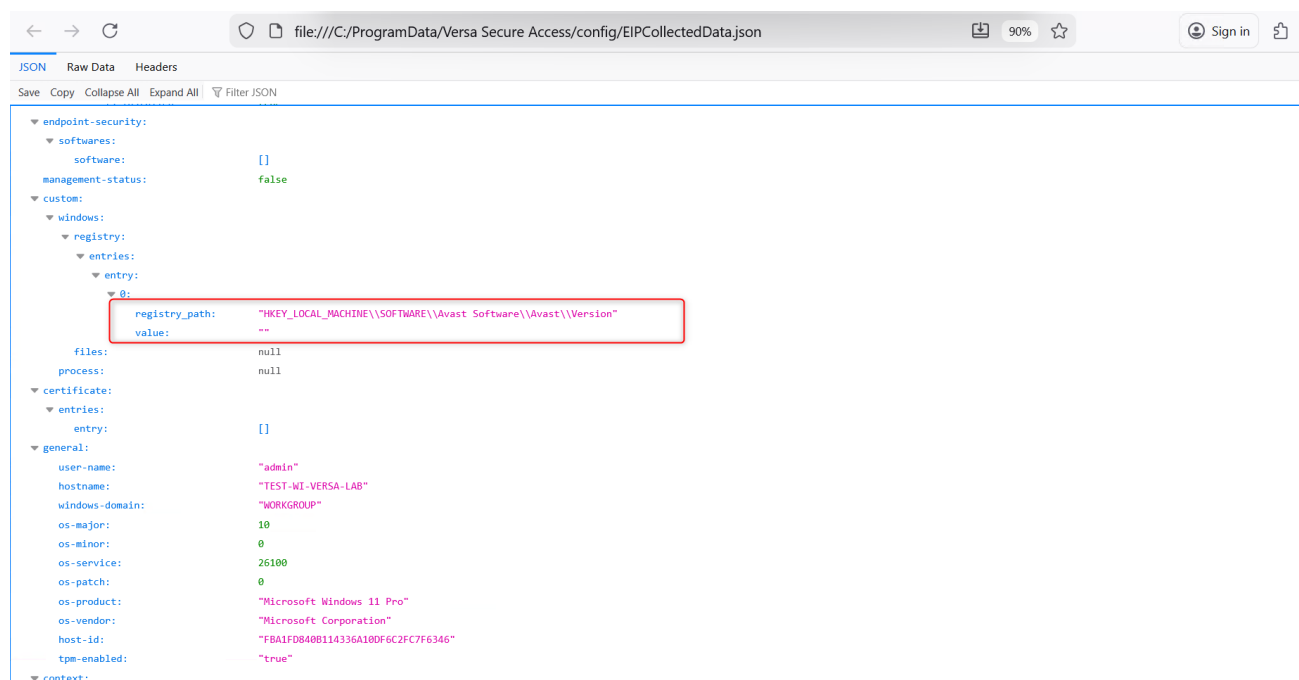 file:///C:/ProgramData/Versa Secure Access/config/EIPCollectedData.json 90% Sign in
JSON Raw Data Headers
Save Copy Collapse All Expand All Filter JSON
endpoint-security:
softwares:
software: []
management-status: false
custom:
windows:
registry:
entries:
entry:
0:
registry_path: "HKEY_LOCAL_MACHINE\\SOFTWARE\\Avast Software\\Avast\\Version"
value: ""
files: null
process: null
certificate:
entries:
entry: []
general:
user-name: "admin"
hostname: "TEST-WI-VERSA-LAB"
windows-domain: "WORKGROUP"
os-major: 10
os-minor: 0
os-service: 26100
os-patch: 0
os-product: "Microsoft Windows 11 Pro"
os-vendor: "Microsoft Corporation"
host-id: "FBA1FD840B114336A10DF6C2FC7F6346"
tpm-enabled: "true"
context: